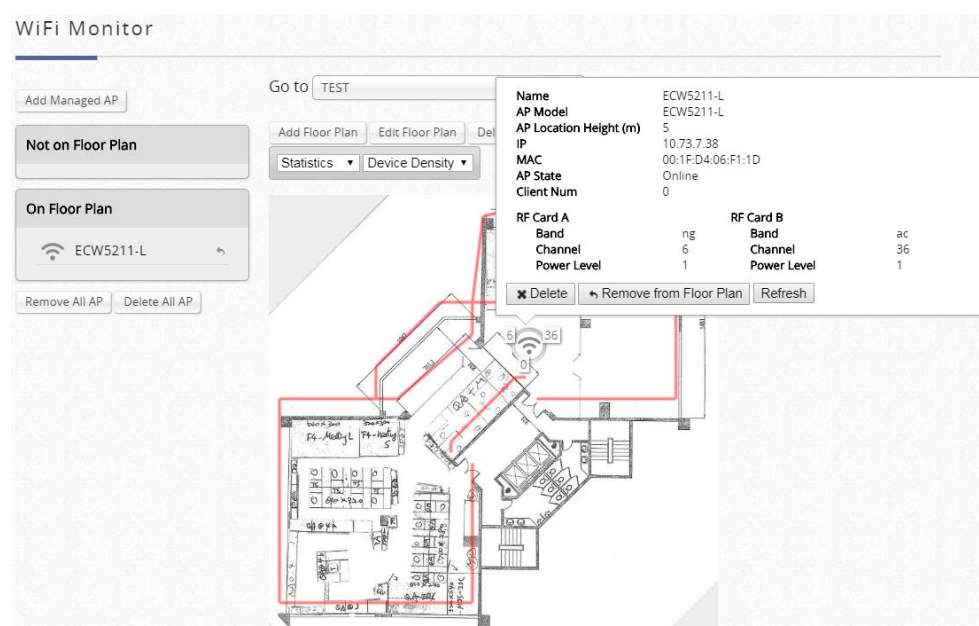 WiFi Monitor
Add Managed AP
Not on Floor Plan
On Floor Plan
ECW5211-L
Remove All AP Delete All AP
Go to TEST
Add Floor Plan Edit Floor Plan Del
Statistics Device Density
Name ECW5211-L
AP Model ECW5211-L
AP Location Height (m) 5
IP 10.73.7.38
MAC 00:1F:D4:06:F1:1D
AP State Online
Client Num 0
RF Card A RF Card B
Band ng Band ac
Channel 6 Channel 36
Power Level 1 Power Level 1
Delete Remove from Floor Plan Refresh
6 36
0
QA+M
F4-Meeting L F4-
S